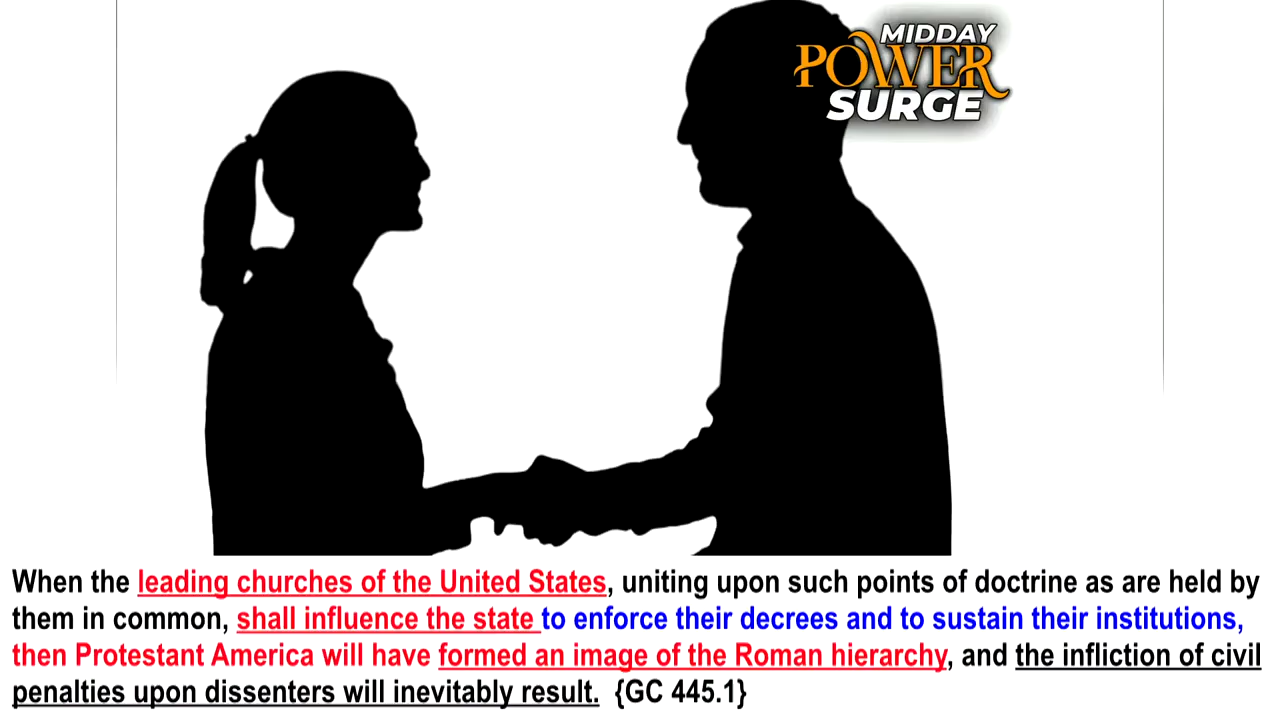 MIDDAY
POWER
SURGE
When the leading churches of the United States, uniting upon such points of doctrine as are held by
them in common, shall influence the state to enforce their decrees and to sustain their institutions,
then Protestant America will have formed an image of the Roman hierarchy, and the infliction of civil
penalties upon dissenters will inevitably result. {GC 445.1}